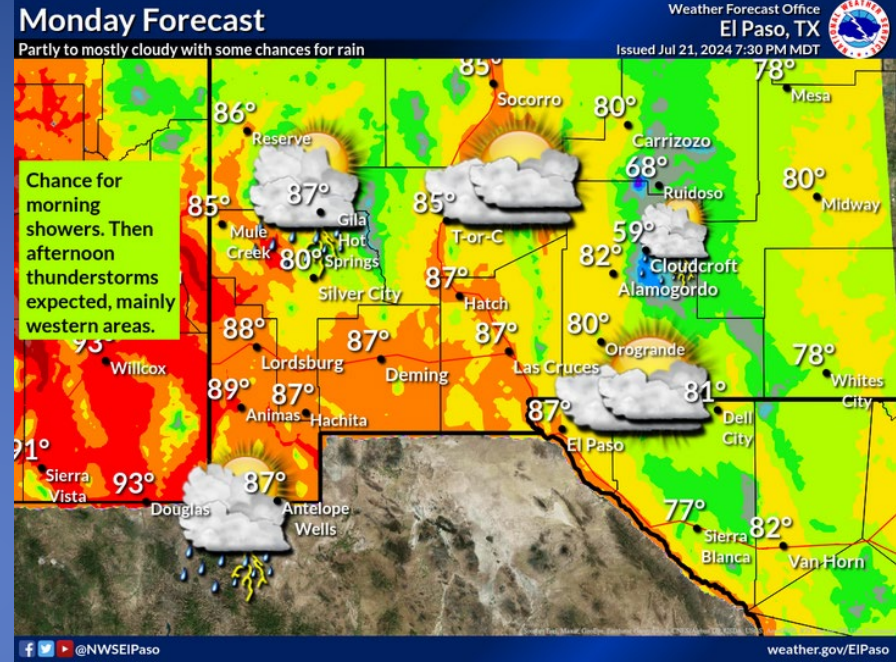 Monday Forecast
Partly to mostly cloudy with some chances for rain
Weather Forecast Office
El Paso, TX
Issued Jul 21, 2024 7:30 PM MDT
NATIONAL WEATHER SERVICE
85°
Socorro
78°
Mesa
86°
Reserve
80°
Carrizozo
Chance for
morning
showers. Then
afternoon
thunderstorms
expected, mainly
western areas.
68°
Ruidoso
80°
Midway
87°
Gila
Hot
Springs
85°
Mule
Creek
85°
T-or-C
59°
Cloudcroft
80°
Silver City
82°
Alamogordo
87°
Hatch
93°
Willcox
88°
Lordsburg
87°
Deming
87°
Las Cruces
80°
Orogrande
78°
Whites
City
89°
Animas
87°
Hachita
87°
El Paso
81°
Dell
City
91°
Sierra
Vista
93°
Douglas
87°
Antelope
Wells
77°
Sierra
Blanca
82°
Van Horn
@NWSElPaso
weather.gov/ElPaso